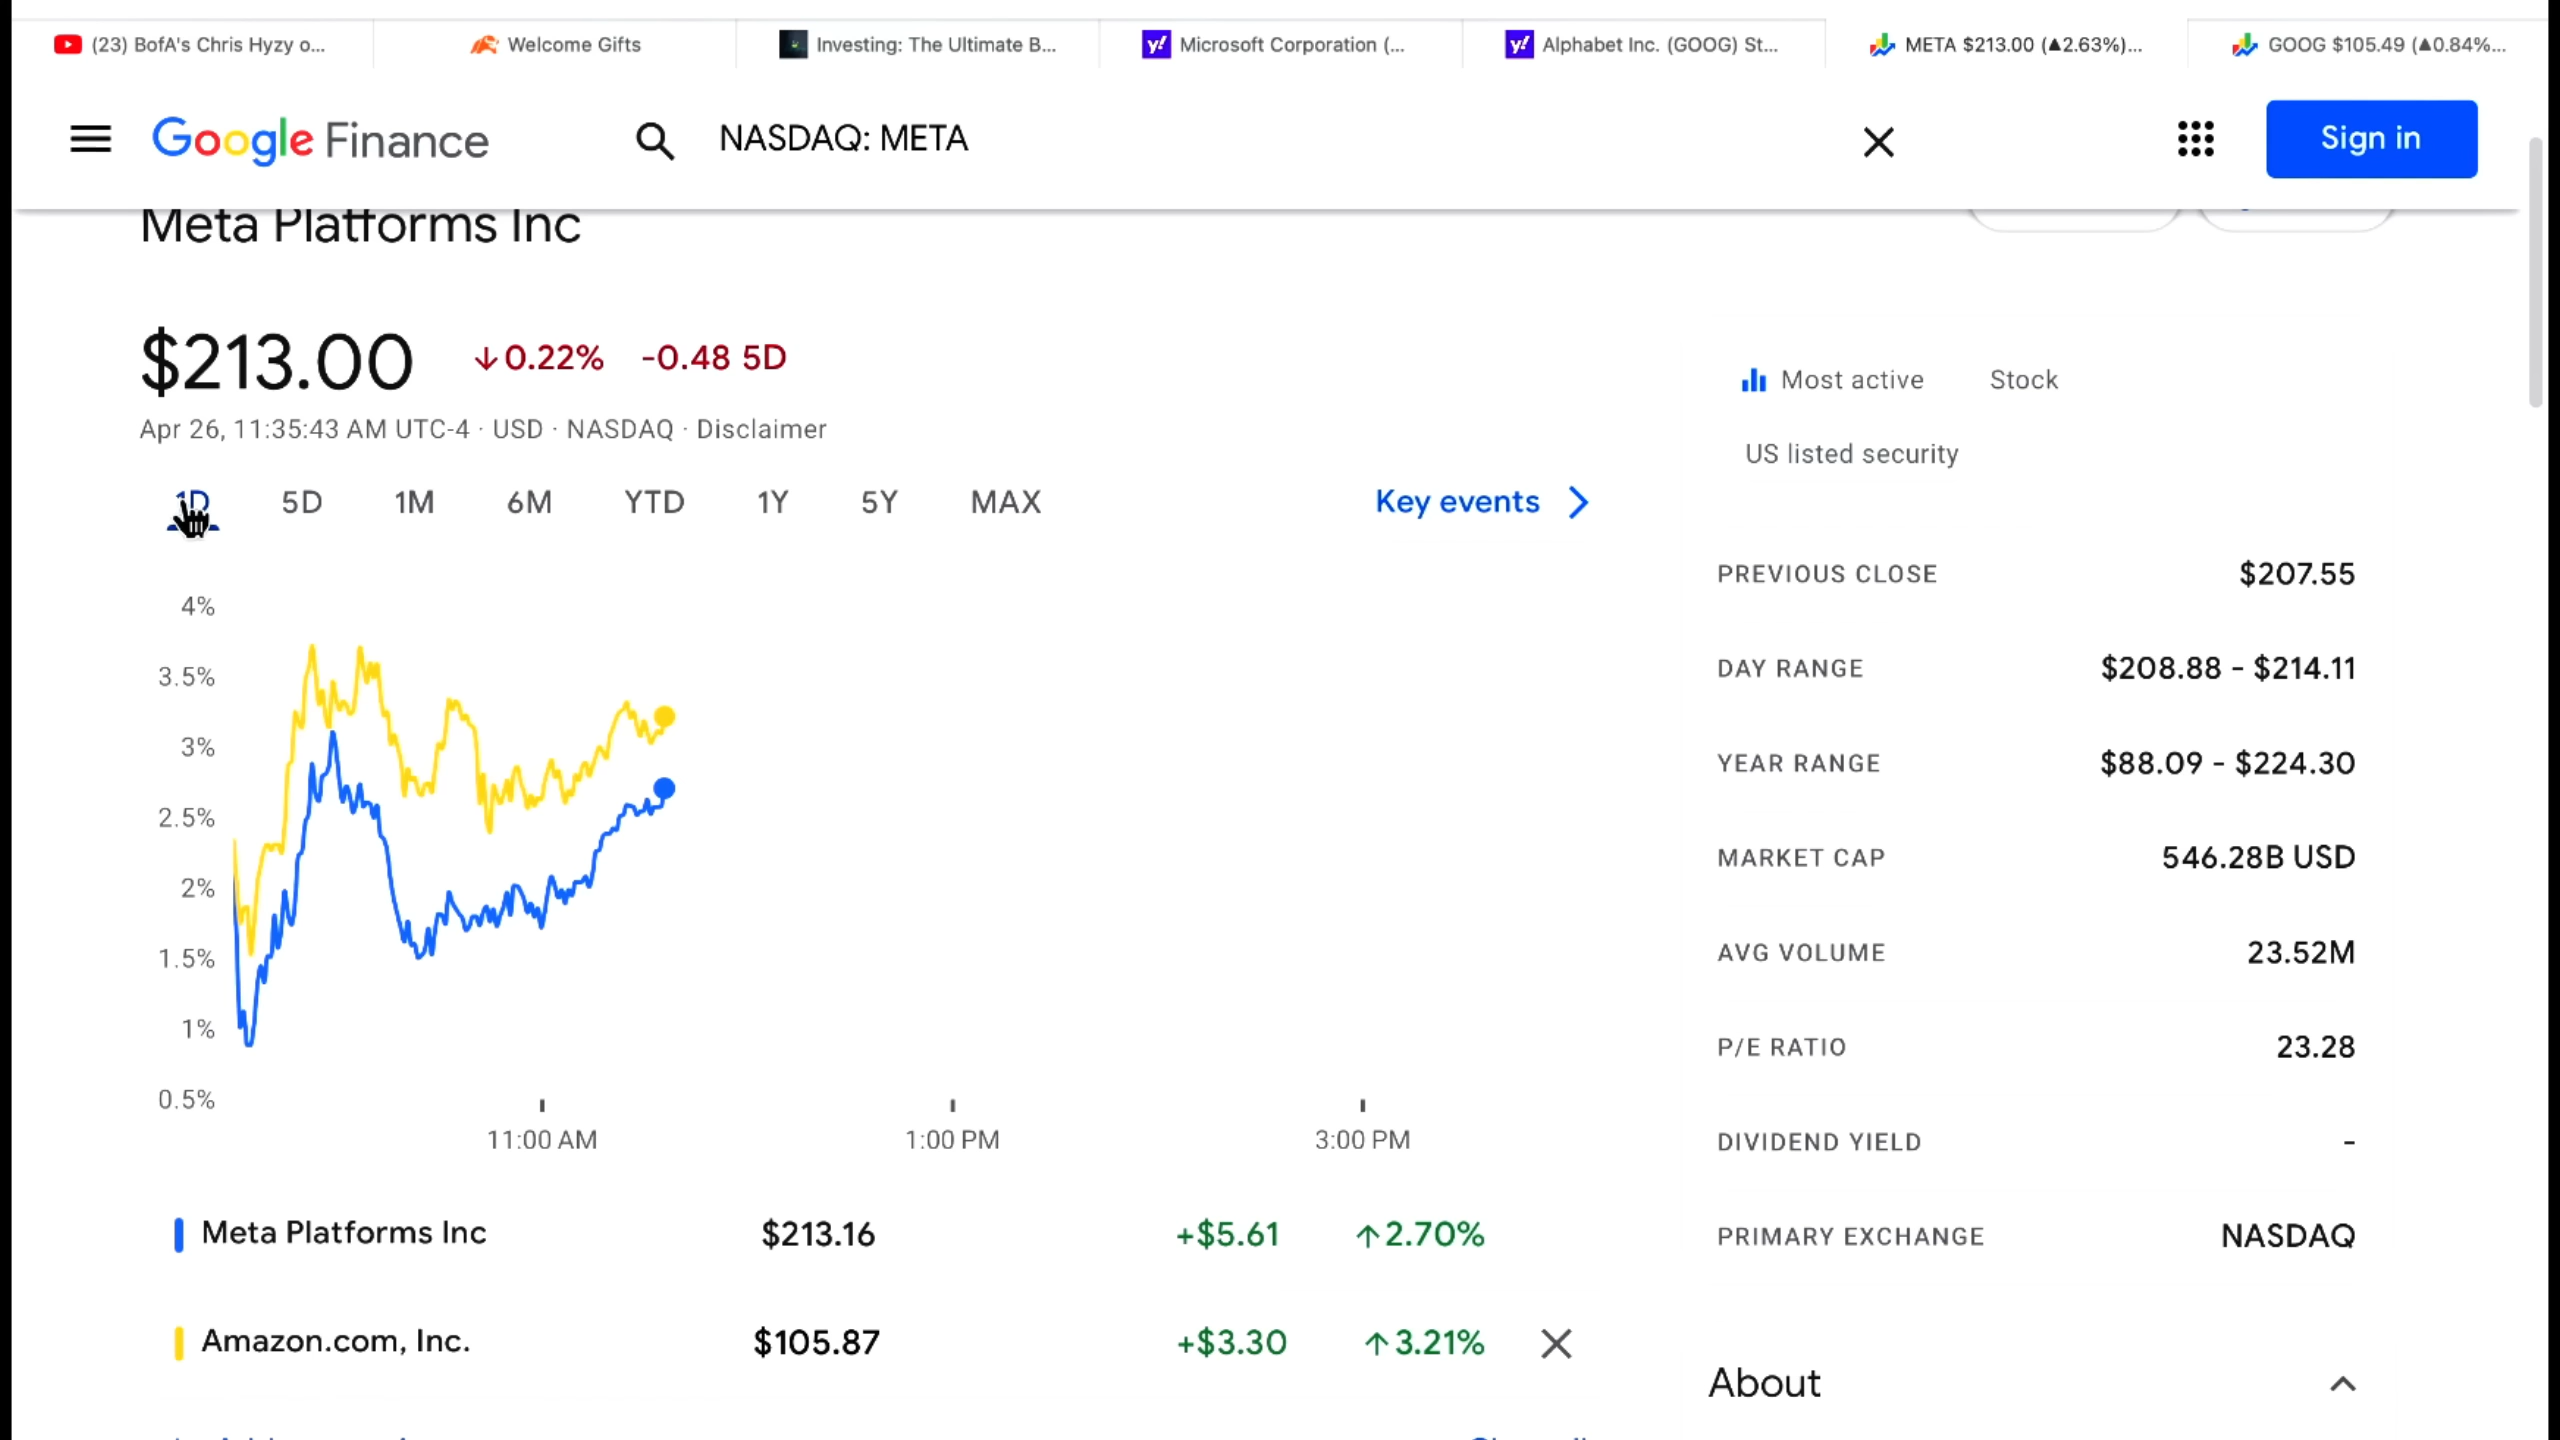 (23) BofA's Chris Hyzy o...
Welcome Gifts
Investing: The Ultimate B...
Microsoft Corporation (...
Alphabet Inc. (GOOG) St...
META $213.00 (▲2.63%)...
GOOG $105.49 (▲0.84%...
Google Finance
NASDAQ: META
Sign in
Meta Platforms Inc
$213.00 ↓0.22% -0.48 5D
Apr 26, 11:35:43 AM UTC-4 · USD · NASDAQ · Disclaimer
1D 5D 1M 6M YTD 1Y 5Y MAX
Key events
4%
3.5%
3%
2.5%
2%
1.5%
1%
0.5%
11:00 AM 1:00 PM 3:00 PM
Meta Platforms Inc $213.16 +$5.61 ↑2.70%
Amazon.com, Inc. $105.87 +$3.30 ↑3.21%
Most active Stock
US listed security
PREVIOUS CLOSE $207.55
DAY RANGE $208.88 - $214.11
YEAR RANGE $88.09 - $224.30
MARKET CAP 546.28B USD
AVG VOLUME 23.52M
P/E RATIO 23.28
DIVIDEND YIELD -
PRIMARY EXCHANGE NASDAQ
About